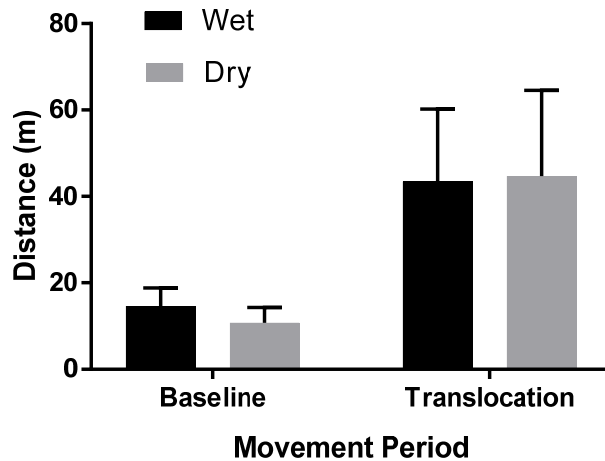 80
Wet
Dry
60
40
20
0
Distance (m)
Baseline
Translocation
Movement Period